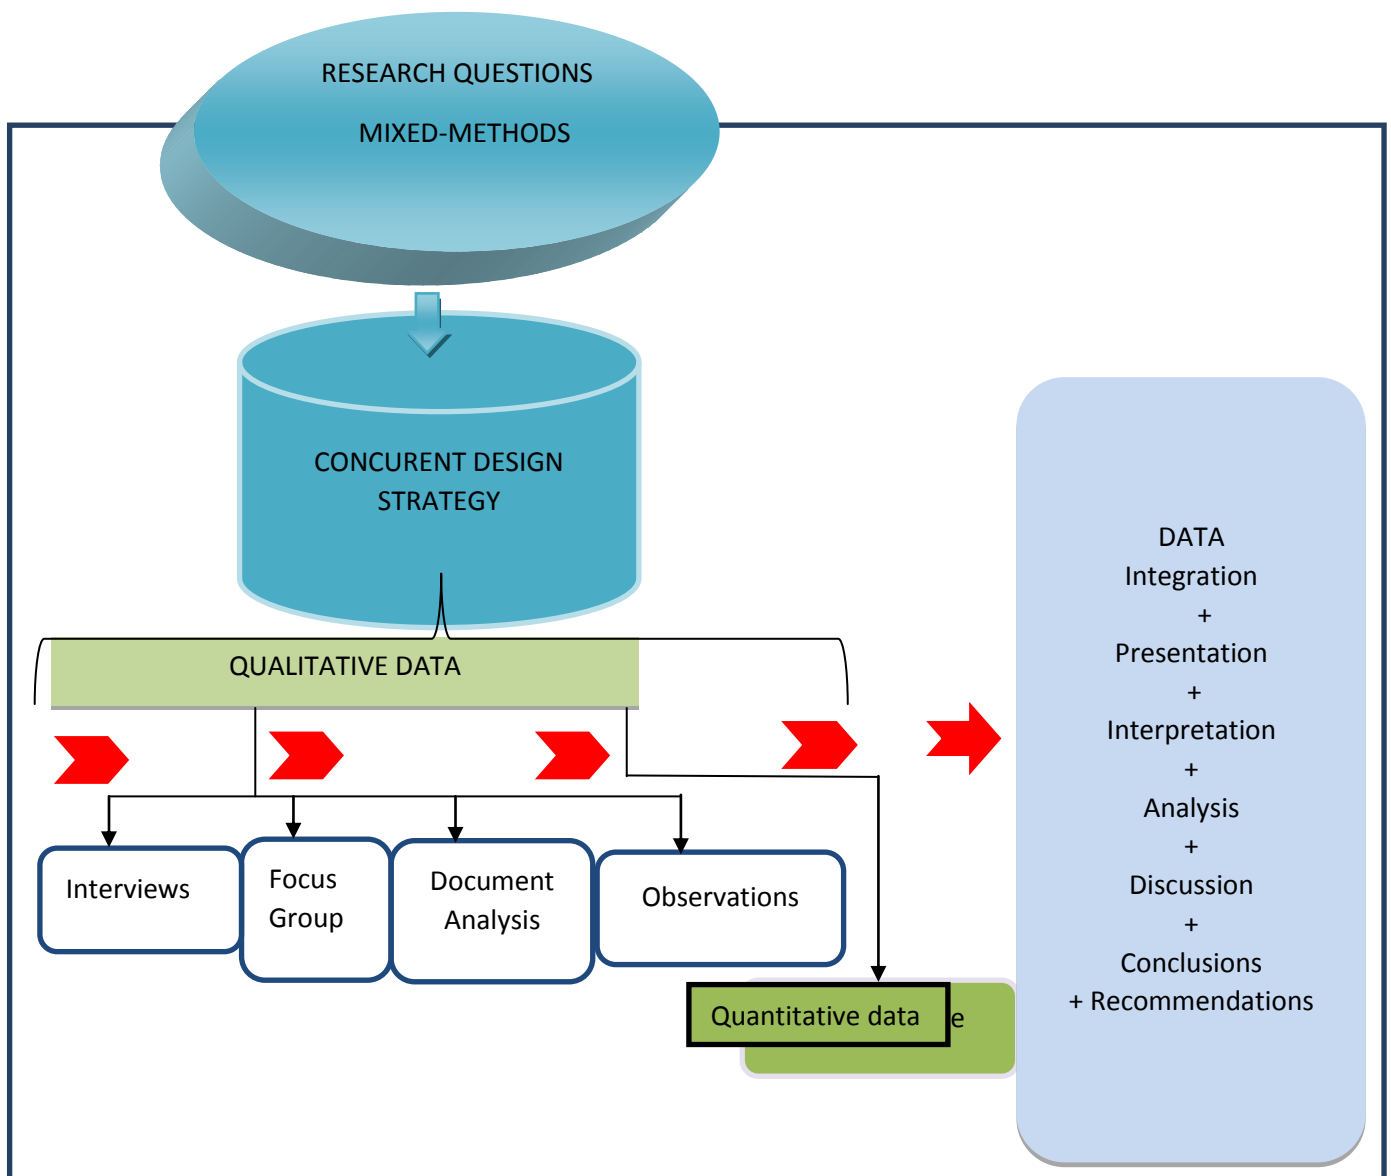 RESEARCH QUESTIONS
MIXED-METHODS
CONCURENT DESIGN
STRATEGY
QUALITATIVE DATA
Interviews
Focus
Group
Document
Analysis
Observations
Quantitative data
DATA
Integration
+
Presentation
+
Interpretation
+
Analysis
+
Discussion
+
Conclusions
+ Recommendations